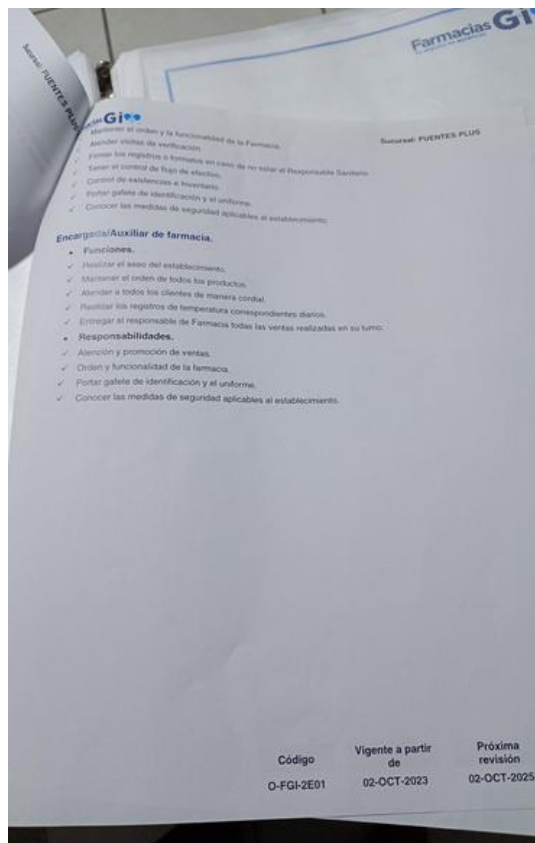 Farmacias Gi
Sucursal: FUENTES PLUS
Gi
Sucursal: FUENTES PLUS
Mantener el orden y la funcionalidad de la Farmacia.
✓ Atender visitas de verificación
✓ Firmar los registros o formatos en caso de no estar el Responsable Sanitario.
✓ Tener el control de flujo de efectivo.
✓ Control de existencias e Inventario.
✓ Portar gafete de identificación y el uniforme.
✓ Conocer las medidas de seguridad aplicables al establecimiento.
Encargada/Auxiliar de farmacia.
• Funciones.
✓ Realizar el aseo del establecimiento.
✓ Mantener el orden de todos los productos.
✓ Atender a todos los clientes de manera cordial.
✓ Realizar los registros de temperatura correspondientes diarios.
✓ Entregar al responsable de Farmacia todas las ventas realizadas en su turno.
• Responsabilidades.
✓ Atención y promoción de ventas.
✓ Orden y funcionalidad de la farmacia.
✓ Portar gafete de identificación y el uniforme.
✓ Conocer las medidas de seguridad aplicables al establecimiento.
Código Vigente a partir de Próxima revisión
O-FGI-2E01 02-OCT-2023 02-OCT-2025